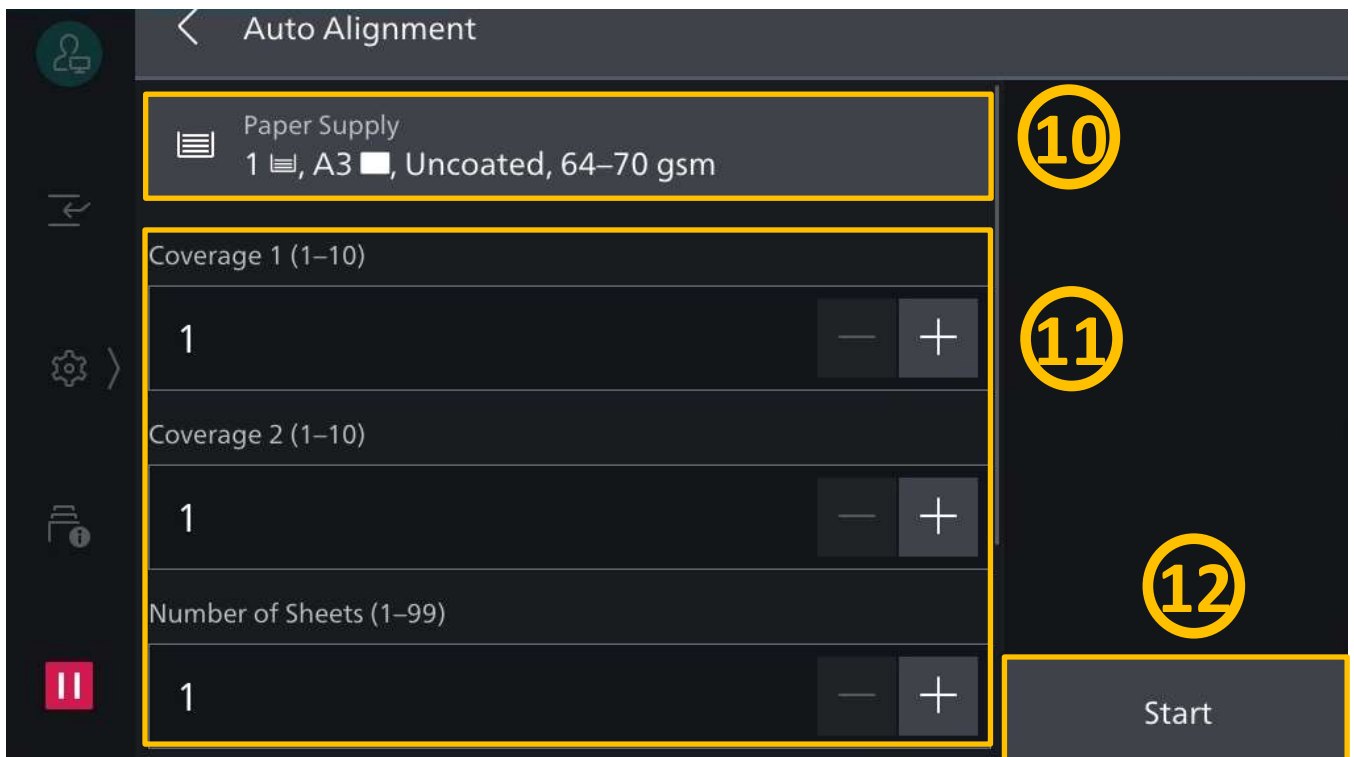 Auto Alignment
Paper Supply
1 , A3 , Uncoated, 64–70 gsm
10
Coverage 1 (1–10)
1
11
Coverage 2 (1–10)
1
12
Number of Sheets (1–99)
1
Start